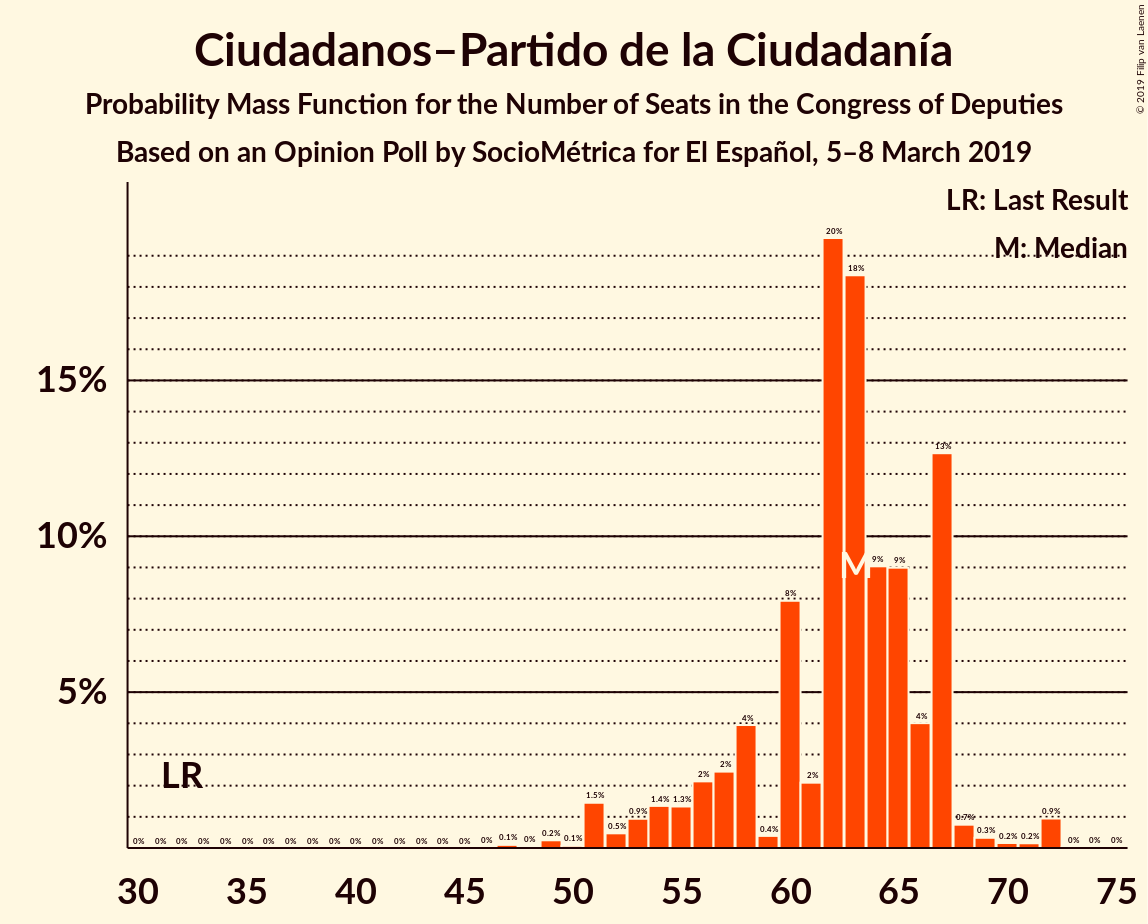 Ciudadanos–Partido de la Ciudadanía
Probability Mass Function for the Number of Seats in the Congress of Deputies
Based on an Opinion Poll by SocioMétrica for El Español, 5–8 March 2019
© 2019 Filip van Laenen
LR: Last Result
M: Median
15%
10%
5%
LR
M
0% 0% 0% 0% 0% 0% 0% 0% 0% 0% 0% 0% 0% 0% 0% 0% 0% 0.1% 0% 0.2% 0.1% 1.5% 0.5% 0.9% 1.4% 1.3% 2% 2% 4% 0.4% 8% 2% 20% 18% 9% 9% 4% 13% 0.7% 0.3% 0.2% 0.2% 0.9% 0% 0% 0%
30 35 40 45 50 55 60 65 70 75